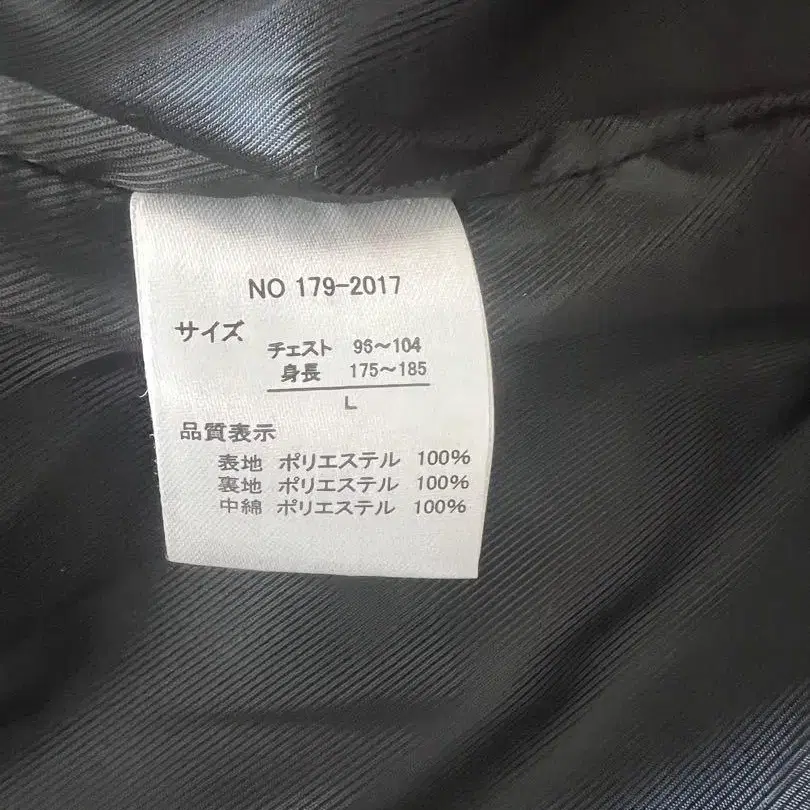 NO 179-2017
サイズ
チェスト 96～104
身長 175～185
L
品質表示
表地 ポリエステル 100%
裏地 ポリエステル 100%
中綿 ポリエステル 100%